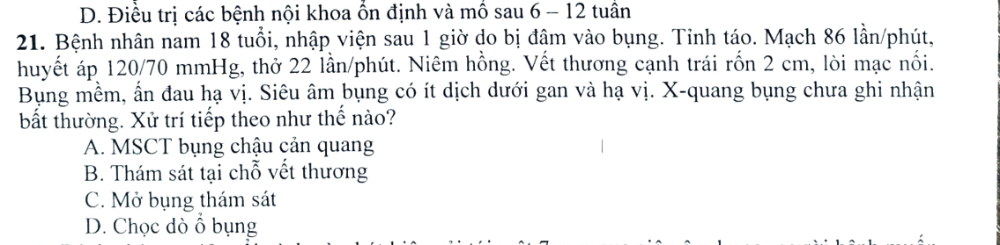 D. Điều trị các bệnh nội khoa ổn định và mổ sau 6 – 12 tuần
21. Bệnh nhân nam 18 tuổi, nhập viện sau 1 giờ do bị đâm vào bụng. Tỉnh táo. Mạch 86 lần/phút,
huyết áp 120/70 mmHg, thở 22 lần/phút. Niêm hồng. Vết thương cạnh trái rốn 2 cm, lòi mạc nối.
Bụng mềm, ấn đau hạ vị. Siêu âm bụng có ít dịch dưới gan và hạ vị. X-quang bụng chưa ghi nhận
bất thường. Xử trí tiếp theo như thế nào?
A. MSCT bụng chậu cản quang
B. Thám sát tại chỗ vết thương
C. Mở bụng thám sát
D. Chọc dò ổ bụng